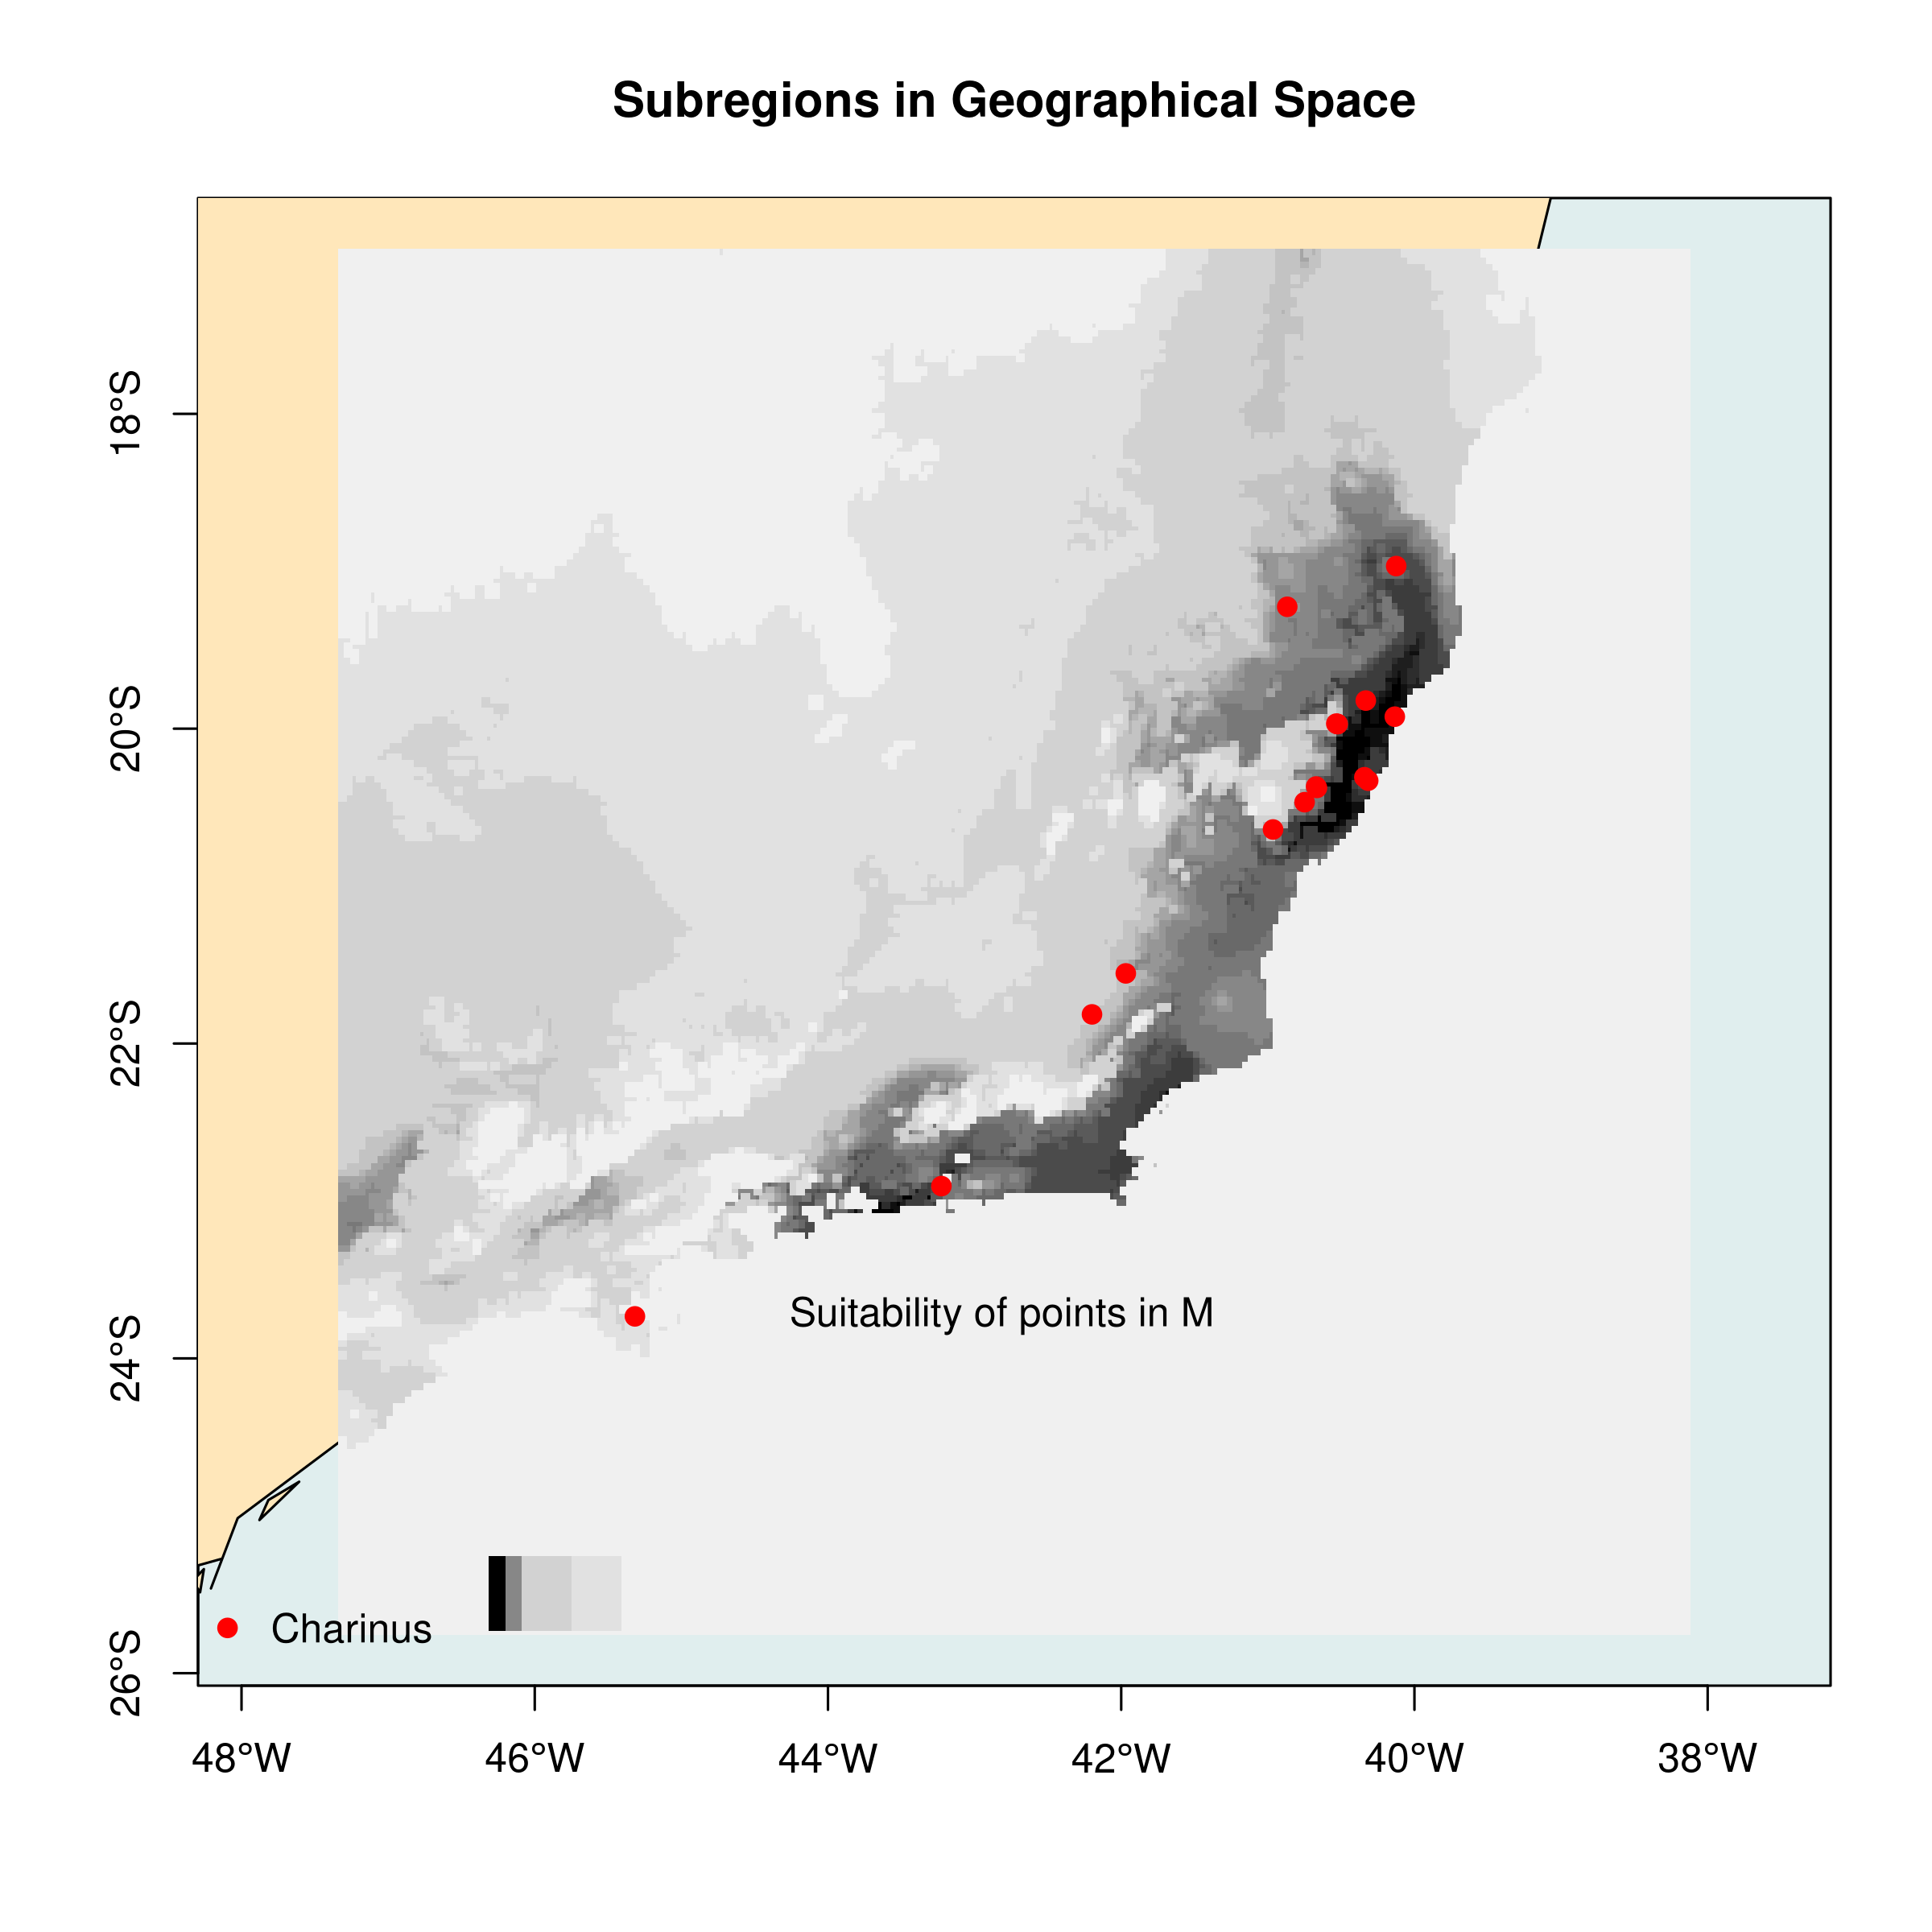 Subregions in Geographical Space
18°S
20°S
22°S
24°S
26°S
Suitability of points in M
Charinus
48°W
46°W
44°W
42°W
40°W
38°W